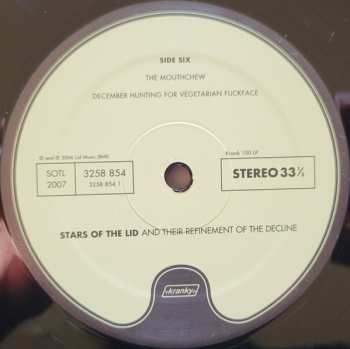 SIDE SIX
THE MOUTHCHEW
DECEMBER HUNTING FOR VEGETARIAN FUCKFACE
Krank 100 LP
SOTL
2007
3258 854
3258 854 1
STEREO 33⅓
STARS OF THE LID AND THEIR REFINEMENT OF THE DECLINE
kranky